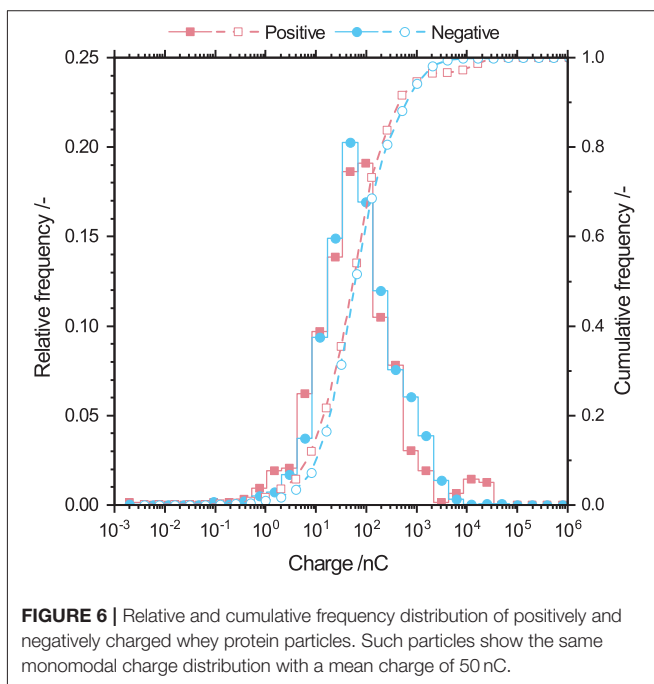 Positive Negative
0.25 1.0
0.20 0.8
0.15 0.6
0.10 0.4
0.05 0.2
0.00 0.0
Relative frequency /-
Cumulative frequency /-
10⁻³ 10⁻² 10⁻¹ 10⁰ 10¹ 10² 10³ 10⁴ 10⁵ 10⁶
Charge /nC
FIGURE 6 | Relative and cumulative frequency distribution of positively and
negatively charged whey protein particles. Such particles show the same
monomodal charge distribution with a mean charge of 50 nC.